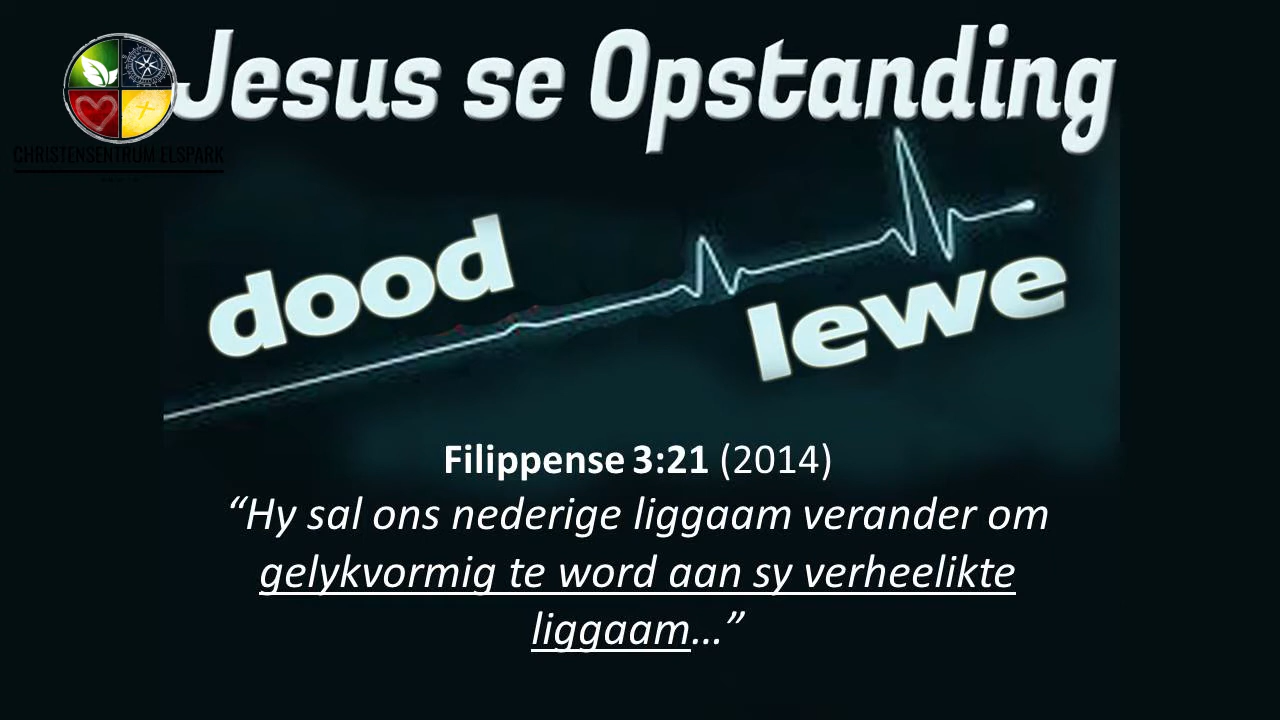 Jesus se Opstanding
CHRISTENSENTRUM ELSPARK
dood
lewe
Filippense 3:21 (2014)
“Hy sal ons nederige liggaam verander om
gelykvormig te word aan sy verheelikte
liggaam…”